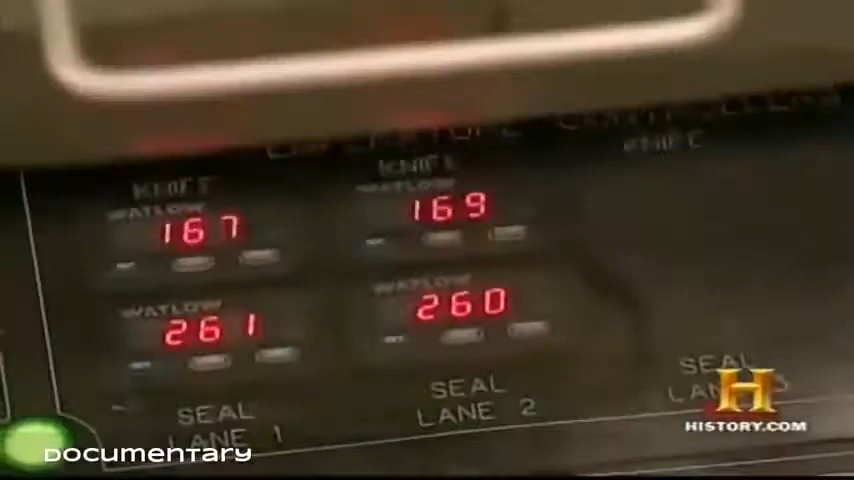 KNIFE
KNIFE
KNIFE
WATLOW
WATLOW
167
169
WATLOW
WATLOW
261
260
SEAL
LANE 1
SEAL
LANE 2
SEAL
LANE 3
H
HISTORY.COM
DOCUMENTARY